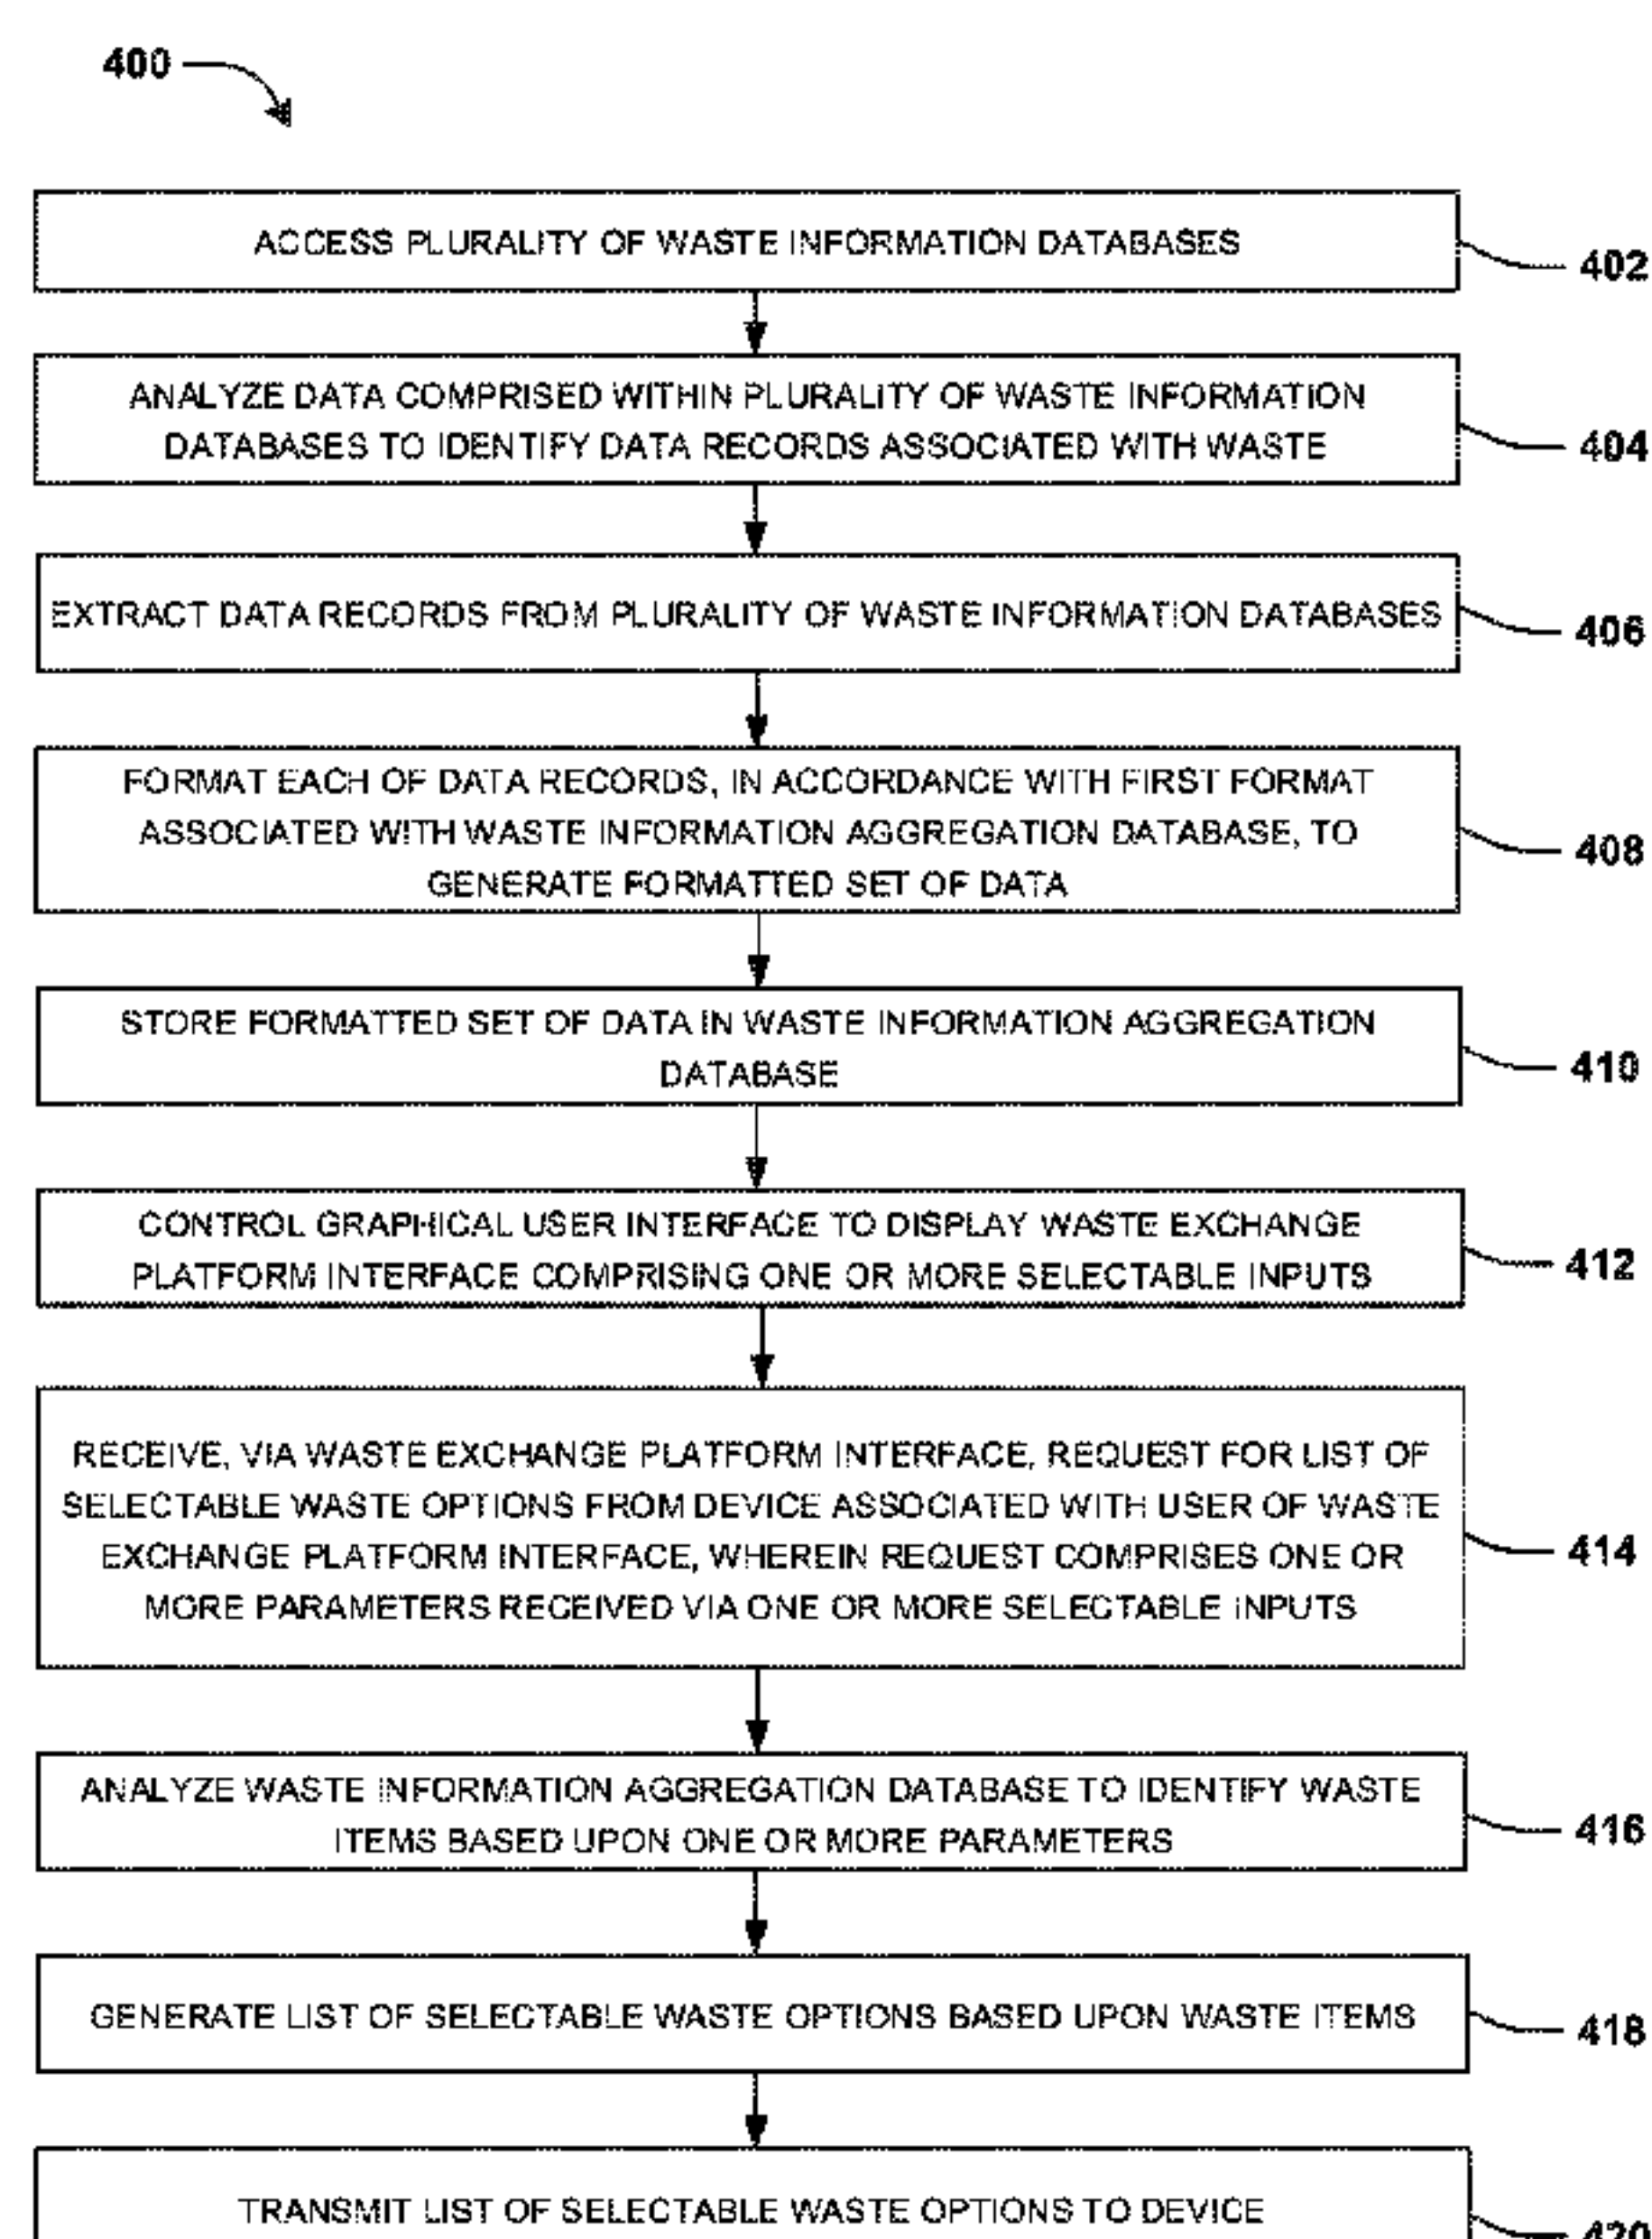 400
ACCESS PLURALITY OF WASTE INFORMATION DATABASES
402
ANALYZE DATA COMPRISED WITHIN PLURALITY OF WASTE INFORMATION
DATABASES TO IDENTIFY DATA RECORDS ASSOCIATED WITH WASTE
404
EXTRACT DATA RECORDS FROM PLURALITY OF WASTE INFORMATION DATABASES
406
FORMAT EACH OF DATA RECORDS, IN ACCORDANCE WITH FIRST FORMAT
ASSOCIATED WITH WASTE INFORMATION AGGREGATION DATABASE, TO
GENERATE FORMATTED SET OF DATA
408
STORE FORMATTED SET OF DATA IN WASTE INFORMATION AGGREGATION
DATABASE
410
CONTROL GRAPHICAL USER INTERFACE TO DISPLAY WASTE EXCHANGE
PLATFORM INTERFACE COMPRISING ONE OR MORE SELECTABLE INPUTS
412
RECEIVE, VIA WASTE EXCHANGE PLATFORM INTERFACE, REQUEST FOR LIST OF
SELECTABLE WASTE OPTIONS FROM DEVICE ASSOCIATED WITH USER OF WASTE
EXCHANGE PLATFORM INTERFACE, WHEREIN REQUEST COMPRISES ONE OR
MORE PARAMETERS RECEIVED VIA ONE OR MORE SELECTABLE INPUTS
414
ANALYZE WASTE INFORMATION AGGREGATION DATABASE TO IDENTIFY WASTE
ITEMS BASED UPON ONE OR MORE PARAMETERS
416
GENERATE LIST OF SELECTABLE WASTE OPTIONS BASED UPON WASTE ITEMS
418
TRANSMIT LIST OF SELECTABLE WASTE OPTIONS TO DEVICE
420